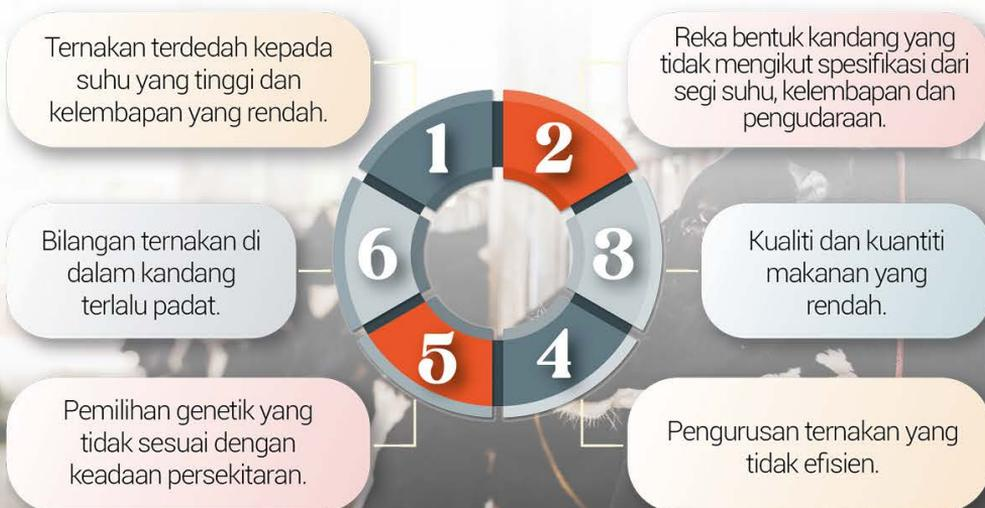 1
Ternakan terdedah kepada
suhu yang tinggi dan
kelembapan yang rendah.
2
Reka bentuk kandang yang
tidak mengikut spesifikasi dari
segi suhu, kelembapan dan
pengudaraan.
3
Kualiti dan kuantiti
makanan yang
rendah.
4
Pengurusan ternakan yang
tidak efisien.
5
Pemilihan genetik yang
tidak sesuai dengan
keadaan persekitaran.
6
Bilangan ternakan di
dalam kandang
terlalu padat.